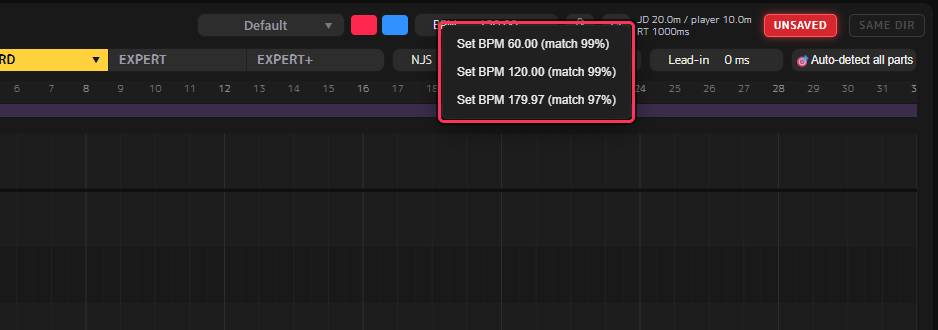 Default
BPM
JD 20.0m / player 10.0m
RT 1000ms
UNSAVED
SAME DIR
RD
EXPERT
EXPERT+
NJS
Set BPM 60.00 (match 99%)
Set BPM 120.00 (match 99%)
Set BPM 179.97 (match 97%)
Lead-in 0 ms
Auto-detect all parts
6 7 8 9 10 11 12 13 14 15 16 17 18 24 25 26 27 28 29 30 31 3